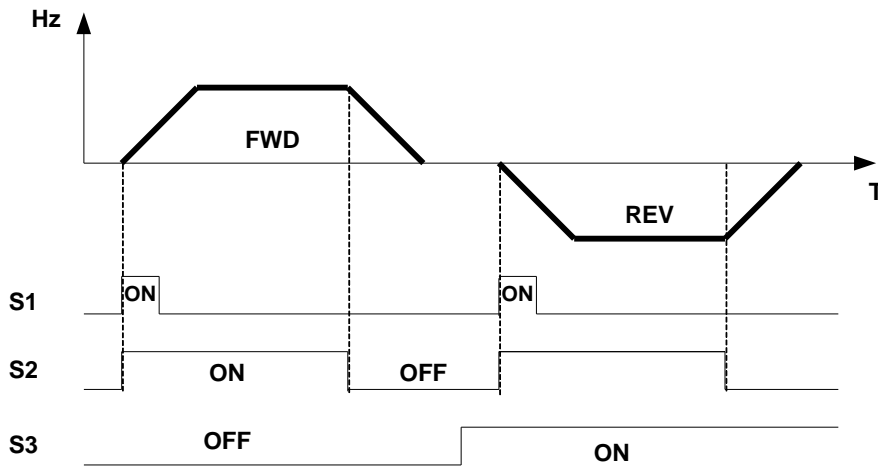 Hz
FWD
T
REV
S1 ON ON
S2 ON OFF
S3 OFF ON